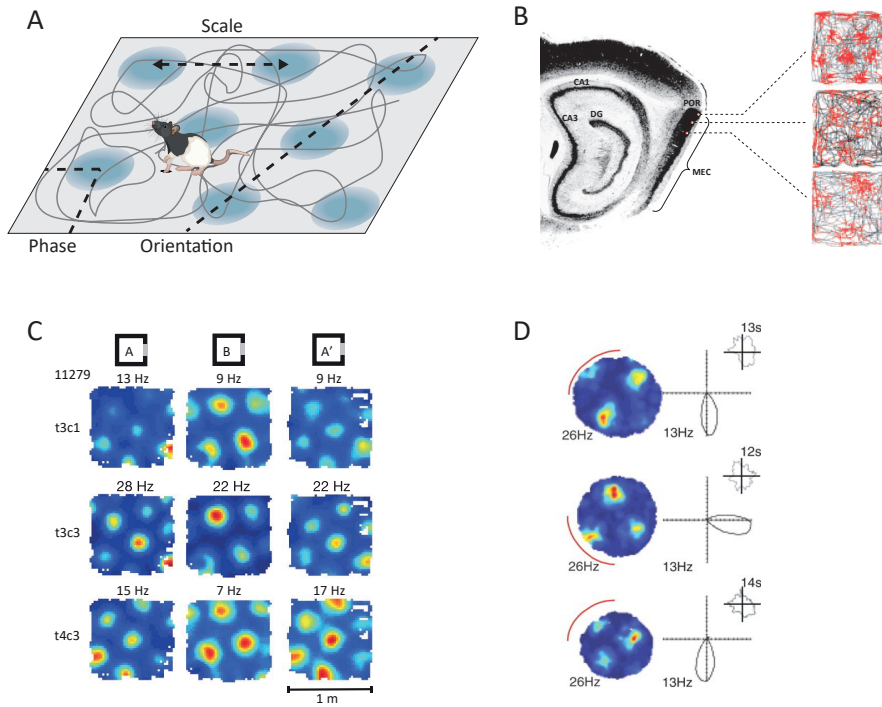 A
Scale
Phase
Orientation
B
CA1
CA3
DG
POR
MEC
C
A
B
A′
11279
13 Hz
9 Hz
9 Hz
t3c1
28 Hz
22 Hz
22 Hz
t3c3
15 Hz
7 Hz
17 Hz
t4c3
1 m
D
13s
26Hz
13Hz
12s
26Hz
13Hz
14s
26Hz
13Hz